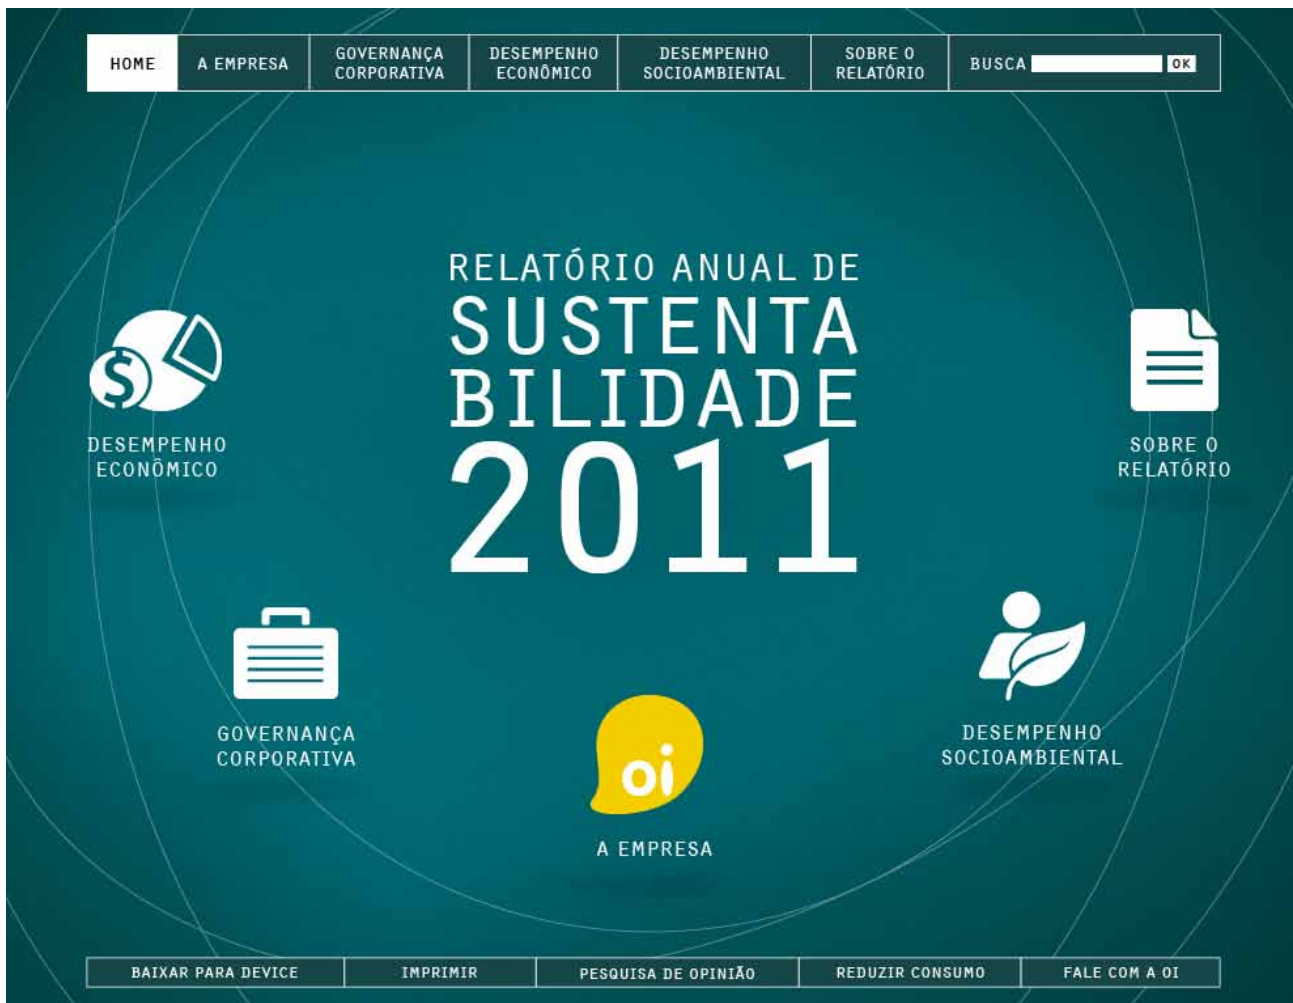 HOME
A EMPRESA
GOVERNANÇA
CORPORATIVA
DESEMPENHO
ECONÔMICO
DESEMPENHO
SOCIOAMBIENTAL
SOBRE O
RELATÓRIO
BUSCA
OK
RELATÓRIO ANUAL DE
SUSTENTA
BILIDADE
2011
$
DESEMPENHO
ECONÔMICO
SOBRE O
RELATÓRIO
GOVERNANÇA
CORPORATIVA
oi
A EMPRESA
DESEMPENHO
SOCIOAMBIENTAL
BAIXAR PARA DEVICE
IMPRIMIR
PESQUISA DE OPINIÃO
REDUZIR CONSUMO
FALE COM A OI